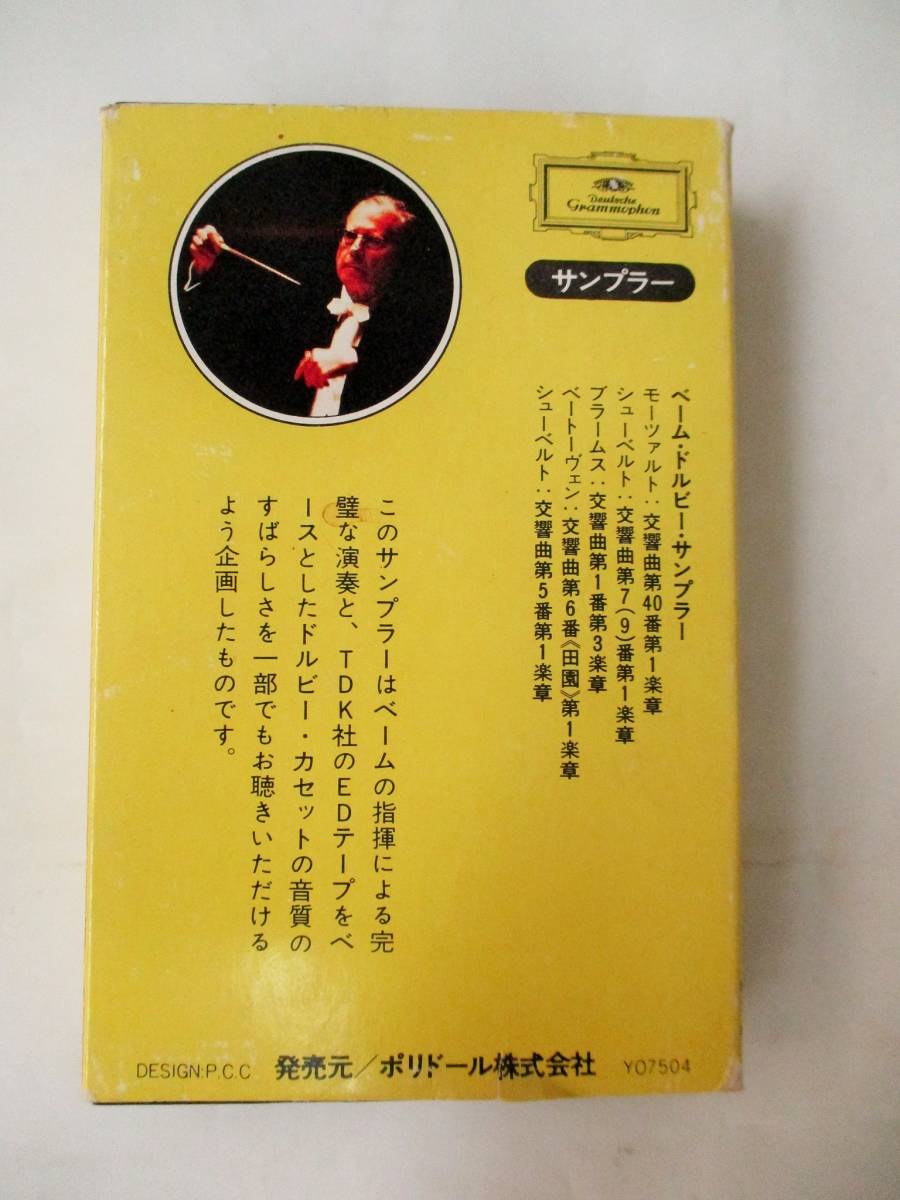 Deutsche
Grammophon
サンプラー
ベーム・ドルビー・サンプラー
モーツァルト：交響曲第40番第1楽章
シューベルト：交響曲第7(9)番第1楽章
ブラームス：交響曲第1番第3楽章
ベートーヴェン：交響曲第6番《田園》第1楽章
シューベルト：交響曲第5番第1楽章
このサンプラーはベームの指揮による完
璧な演奏と、TDK社のEDテープをベ
ースとしたドルビー・カセットの音質の
すばらしさを一部でもお聴きいただける
よう企画したものです。
DESIGN:P.C.C 発売元／ポリドール株式会社 YO7504